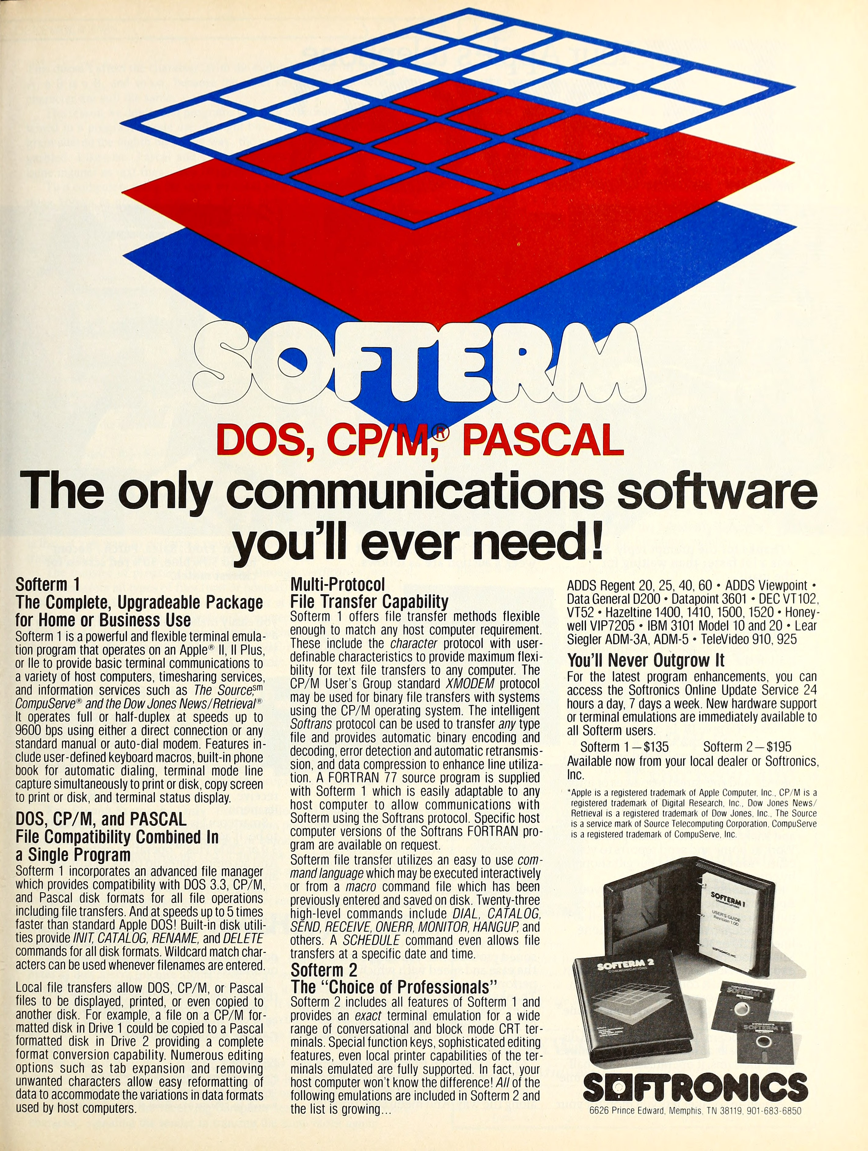 SOFTERM
DOS, CP/M,® PASCAL
The only communications software
you'll ever need!
Softerm 1
The Complete, Upgradeable Package
for Home or Business Use
Softerm 1 is a powerful and flexible terminal emula-
tion program that operates on an Apple® II, II Plus,
or IIe to provide basic terminal communications to
a variety of host computers, timesharing services,
and information services such as The Source℠
CompuServe® and the Dow Jones News/Retrieval®
It operates full or half-duplex at speeds up to
9600 bps using either a direct connection or any
standard manual or auto-dial modem. Features in-
clude user-defined keyboard macros, built-in phone
book for automatic dialing, terminal mode line
capture simultaneously to print or disk, copy screen
to print or disk, and terminal status display.
DOS, CP/M, and PASCAL
File Compatibility Combined In
a Single Program
Softerm 1 incorporates an advanced file manager
which provides compatibility with DOS 3.3, CP/M,
and Pascal disk formats for all file operations
including file transfers. And at speeds up to 5 times
faster than standard Apple DOS! Built-in disk utili-
ties provide INIT, CATALOG, RENAME, and DELETE
commands for all disk formats. Wildcard match char-
acters can be used whenever filenames are entered.
Local file transfers allow DOS, CP/M, or Pascal
files to be displayed, printed, or even copied to
another disk. For example, a file on a CP/M for-
matted disk in Drive 1 could be copied to a Pascal
formatted disk in Drive 2 providing a complete
format conversion capability. Numerous editing
options such as tab expansion and removing
unwanted characters allow easy reformatting of
data to accommodate the variations in data formats
used by host computers.
Multi-Protocol
File Transfer Capability
Softerm 1 offers file transfer methods flexible
enough to match any host computer requirement.
These include the character protocol with user-
definable characteristics to provide maximum flexi-
bility for text file transfers to any computer. The
CP/M User's Group standard XMODEM protocol
may be used for binary file transfers with systems
using the CP/M operating system. The intelligent
Softrans protocol can be used to transfer any type
file and provides automatic binary encoding and
decoding, error detection and automatic retransmis-
sion, and data compression to enhance line utiliza-
tion. A FORTRAN 77 source program is supplied
with Softerm 1 which is easily adaptable to any
host computer to allow communications with
Softerm using the Softrans protocol. Specific host
computer versions of the Softrans FORTRAN pro-
gram are available on request.
Softerm file transfer utilizes an easy to use com-
mand language which may be executed interactively
or from a macro command file which has been
previously entered and saved on disk. Twenty-three
high-level commands include DIAL, CATALOG,
SEND, RECEIVE, ONERR, MONITOR, HANGUP, and
others. A SCHEDULE command even allows file
transfers at a specific date and time.
Softerm 2
The "Choice of Professionals"
Softerm 2 includes all features of Softerm 1 and
provides an exact terminal emulation for a wide
range of conversational and block mode CRT ter-
minals. Special function keys, sophisticated editing
features, even local printer capabilities of the ter-
minals emulated are fully supported. In fact, your
host computer won't know the difference! All of the
following emulations are included in Softerm 2 and
the list is growing...
ADDS Regent 20, 25, 40, 60 • ADDS Viewpoint •
Data General D200 • Datapoint 3601 • DEC VT102,
VT52 • Hazeltine 1400, 1410, 1500, 1520 • Honey-
well VIP7205 • IBM 3101 Model 10 and 20 • Lear
Siegler ADM-3A, ADM-5 • TeleVideo 910, 925
You'll Never Outgrow It
For the latest program enhancements, you can
access the Softronics Online Update Service 24
hours a day, 7 days a week. New hardware support
or terminal emulations are immediately available to
all Softerm users.
Softerm 1—$135 Softerm 2—$195
Available now from your local dealer or Softronics,
Inc.
*Apple is a registered trademark of Apple Computer, Inc., CP/M is a
registered trademark of Digital Research, Inc., Dow Jones News/
Retrieval is a registered trademark of Dow Jones, Inc., The Source
is a service mark of Source Telecomputing Corporation, CompuServe
is a registered trademark of CompuServe, Inc.
SOFTERM 1
USER'S GUIDE
SOFTRONICS, INC.
SOFTERM 2
SOFTERM 1
SOFTERM 1
SOFTRONICS
6626 Prince Edward, Memphis, TN 38119, 901-683-6850